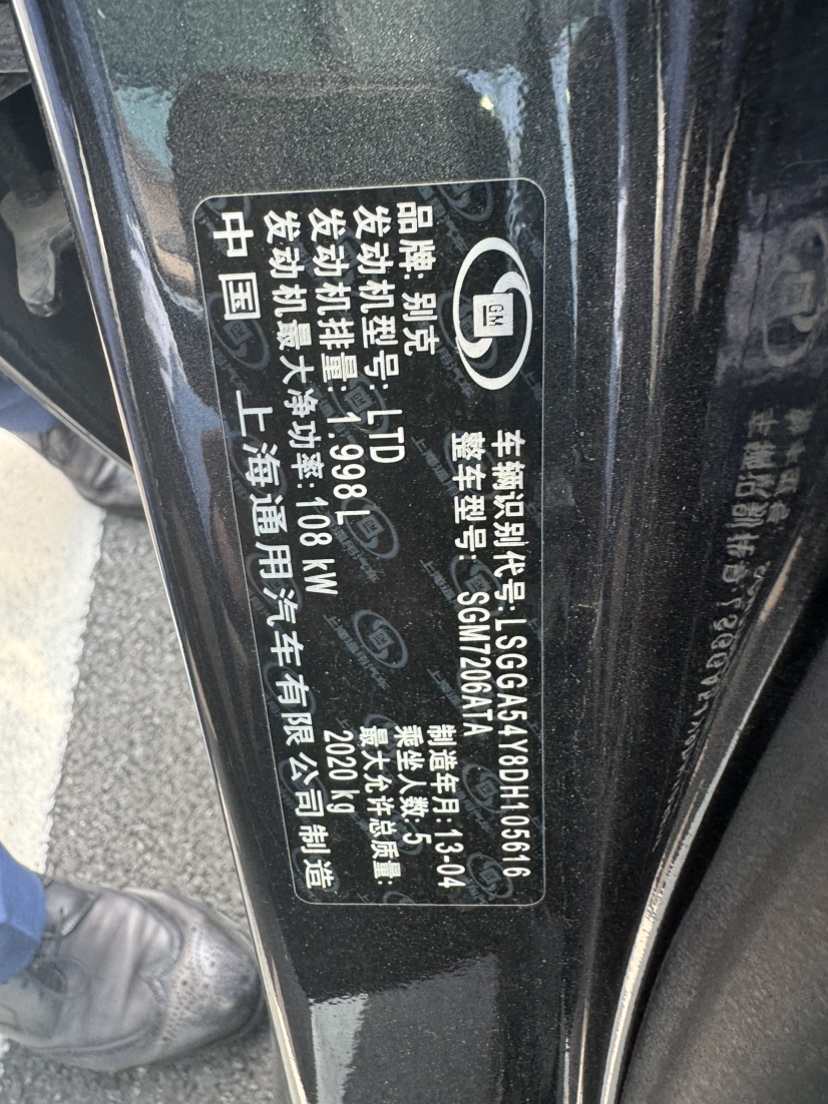 GM
车辆识别代号:LSGGA54Y8DH105616
整车型号: SGM7206ATA
品牌: 别克
制造年月:13-04
发动机型号: LTD
乘坐人数:5
发动机排量: 1.998L
最大允许总质量:
发动机最大净功率: 108 kW
2020 kg
中国 上海通用汽车有限公司制造